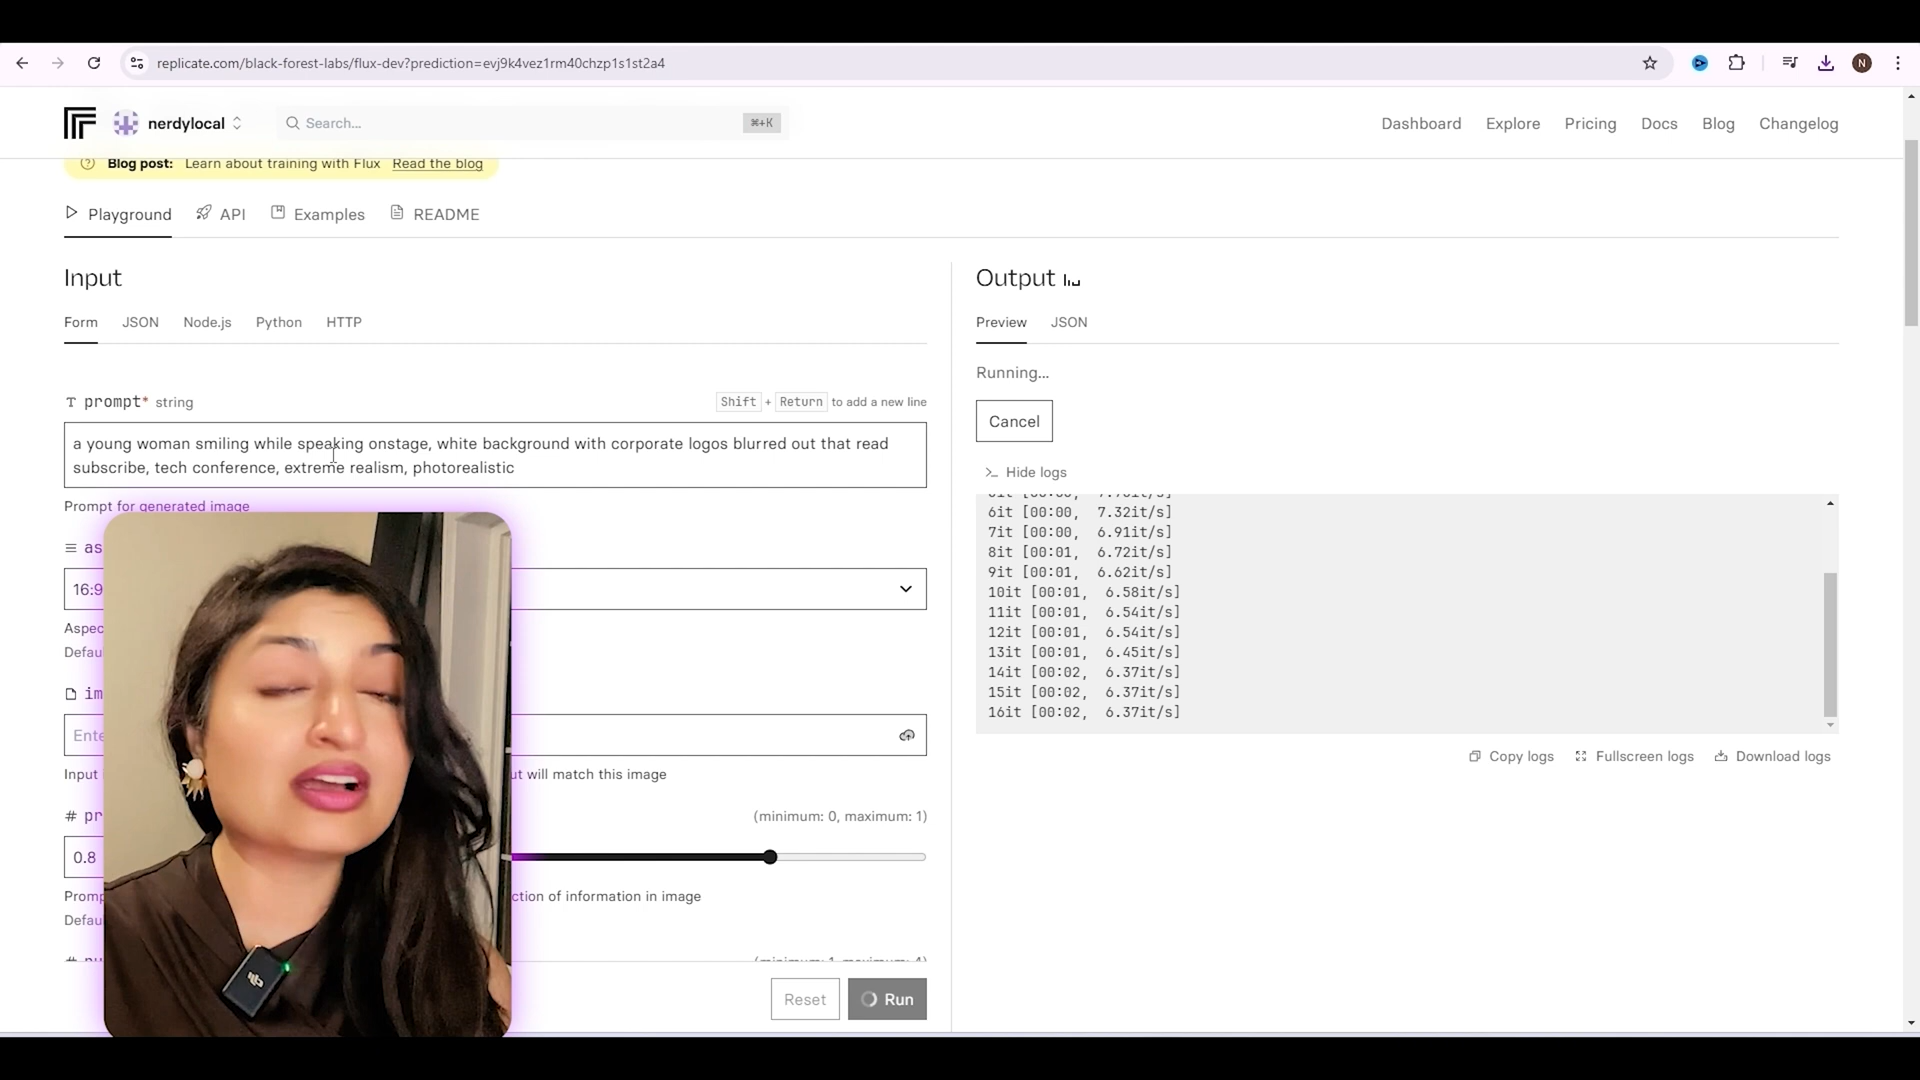 replicate.com/black-forest-labs/flux-dev?prediction=evj9k4vez1rm40chzp1s1st2a4
N
nerdylocal
Search...
⌘+K
Dashboard
Explore
Pricing
Docs
Blog
Changelog
Blog post: Learn about training with Flux Read the blog
Playground
API
Examples
README
Input
Form
JSON
Node.js
Python
HTTP
prompt* string
Shift + Return to add a new line
a young woman smiling while speaking onstage, white background with corporate logos blurred out that read
subscribe, tech conference, extreme realism, photorealistic
Prompt for generated image
16:9
Input
will match this image
(minimum: 0, maximum: 1)
0.8
of information in image
Reset
Run
Output
Preview
JSON
Running...
Cancel
Hide logs
6it [00:00, 7.32it/s]
7it [00:00, 6.91it/s]
8it [00:01, 6.72it/s]
9it [00:01, 6.62it/s]
10it [00:01, 6.58it/s]
11it [00:01, 6.54it/s]
12it [00:01, 6.54it/s]
13it [00:01, 6.45it/s]
14it [00:02, 6.37it/s]
15it [00:02, 6.37it/s]
16it [00:02, 6.37it/s]
Copy logs
Fullscreen logs
Download logs